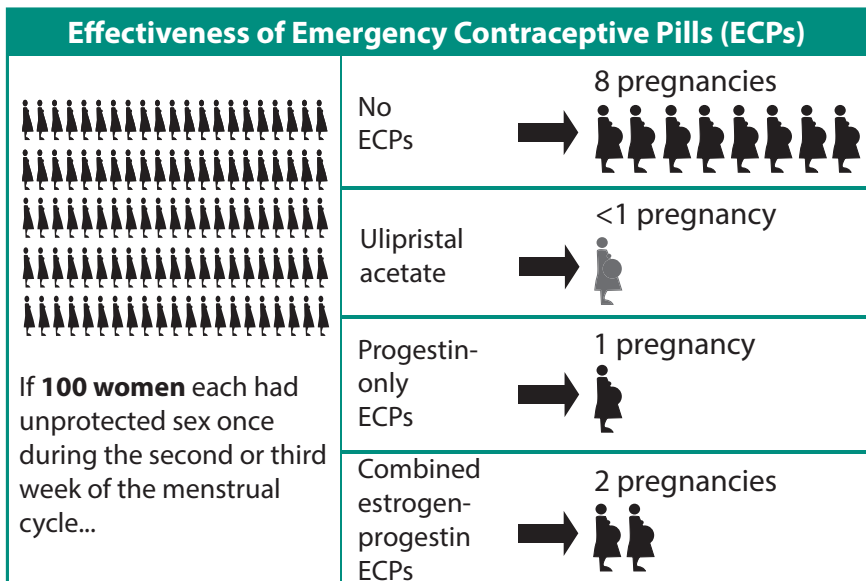 Effectiveness of Emergency Contraceptive Pills (ECPs)
If 100 women each had
unprotected sex once
during the second or third
week of the menstrual
cycle...
No
ECPs
8 pregnancies
Ulipristal
acetate
<1 pregnancy
Progestin-
only
ECPs
1 pregnancy
Combined
estrogen-
progestin
ECPs
2 pregnancies